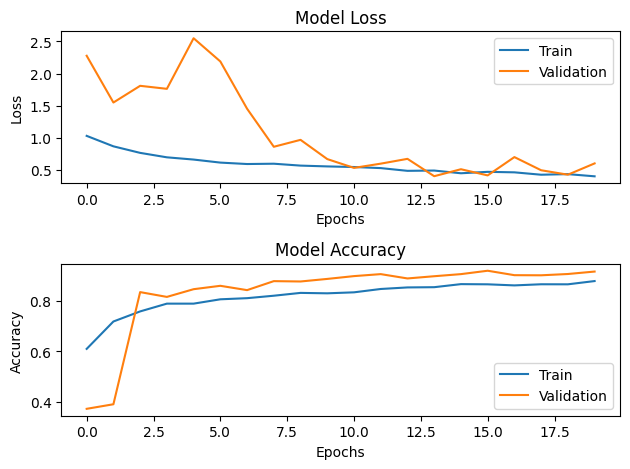 Model Loss
2.5
2.0
1.5
1.0
0.5
Loss
Train
Validation
0.0 2.5 5.0 7.5 10.0 12.5 15.0 17.5
Epochs
Model Accuracy
0.8
0.6
0.4
Accuracy
Train
Validation
0.0 2.5 5.0 7.5 10.0 12.5 15.0 17.5
Epochs